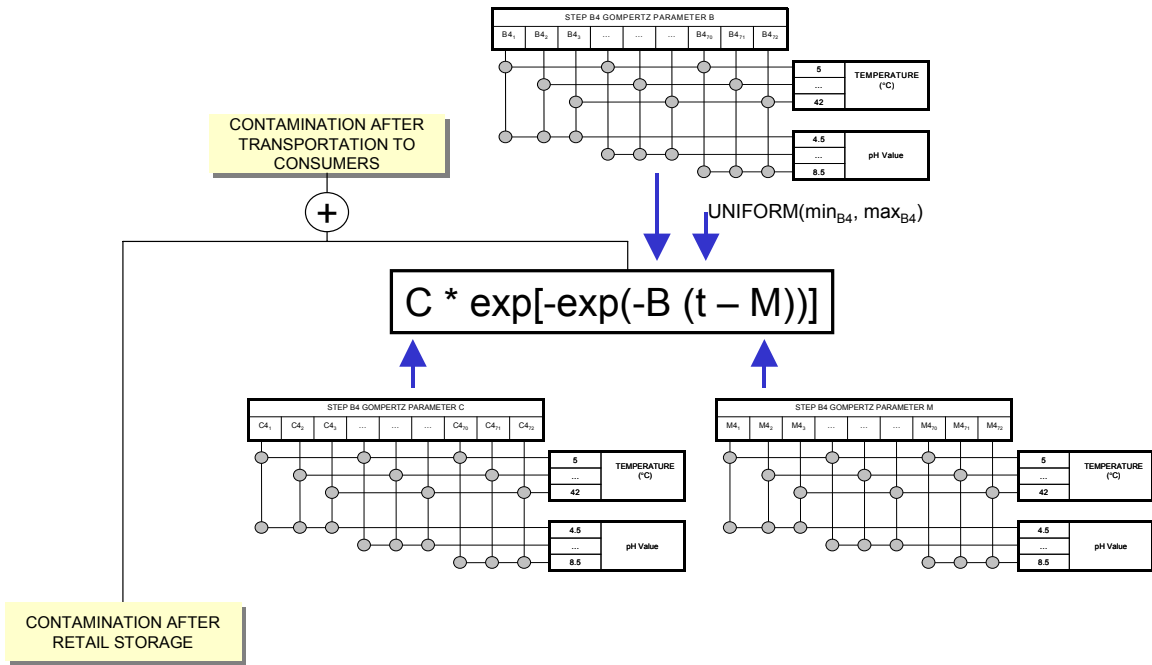 STEP B4 GOMPERTZ PARAMETER B
B4₁ B4₂ B4₃ ... ... ... B4₇₀ B4₇₁ B4₇₂
5
...
42
TEMPERATURE
(°C)
4.5
...
8.5
pH Value
CONTAMINATION AFTER
TRANSPORTATION TO
CONSUMERS
+
UNIFORM(min_B4, max_B4)
C * exp[-exp(-B (t – M))]
STEP B4 GOMPERTZ PARAMETER C
C4₁ C4₂ C4₃ ... ... ... C4₇₀ C4₇₁ C4₇₂
5
...
42
TEMPERATURE
(°C)
4.5
...
8.5
pH Value
STEP B4 GOMPERTZ PARAMETER M
M4₁ M4₂ M4₃ ... ... ... M4₇₀ M4₇₁ M4₇₂
5
...
42
TEMPERATURE
(°C)
4.5
...
8.5
pH Value
CONTAMINATION AFTER
RETAIL STORAGE